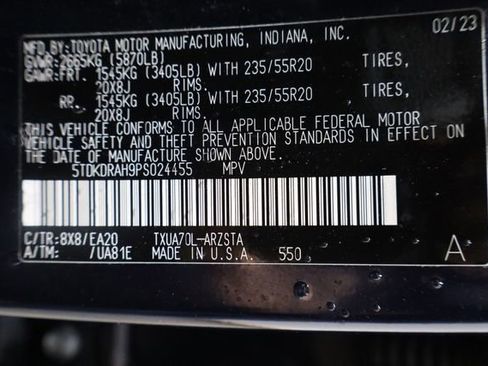 MFD. BY: TOYOTA MOTOR MANUFACTURING, INDIANA, INC. 02/23
GVWR: 2665KG (5870LB)
GAWR: FRT. 1545KG (3405LB) WITH 235/55R20 TIRES,
20X8J RIMS.
RR. 1545KG (3405LB) WITH 235/55R20 TIRES,
20X8J RIMS.
THIS VEHICLE CONFORMS TO ALL APPLICABLE FEDERAL MOTOR
VEHICLE SAFETY AND THEFT PREVENTION STANDARDS IN EFFECT ON
THE DATE OF MANUFACTURE SHOWN ABOVE.
5TDKDRAH9PS024455 MPV
C/TR: 8X8/EA20 TXUA70L-ARZSTA
A/TM: /UA81E MADE IN U.S.A. 550 A